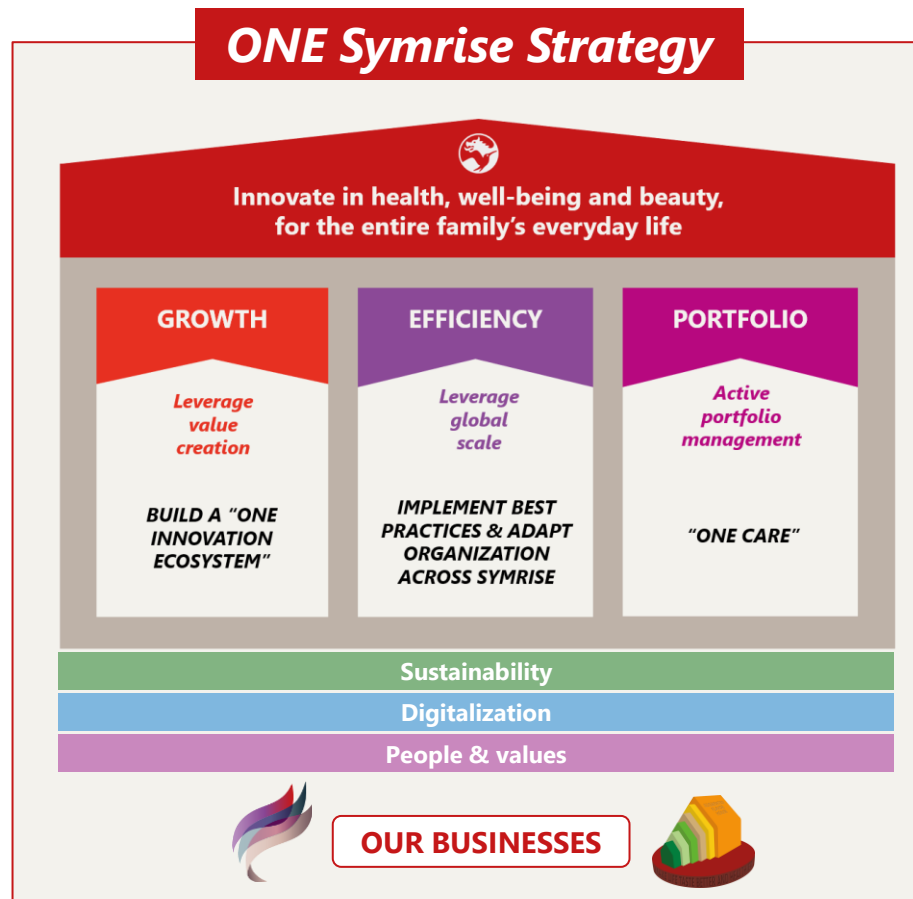 ONE Symrise Strategy
Innovate in health, well-being and beauty,
for the entire family’s everyday life
GROWTH
Leverage
value
creation
BUILD A “ONE
INNOVATION
ECOSYSTEM”
EFFICIENCY
Leverage
global
scale
IMPLEMENT BEST
PRACTICES & ADAPT
ORGANIZATION
ACROSS SYMRISE
PORTFOLIO
Active
portfolio
management
“ONE CARE”
Sustainability
Digitalization
People & values
OUR BUSINESSES